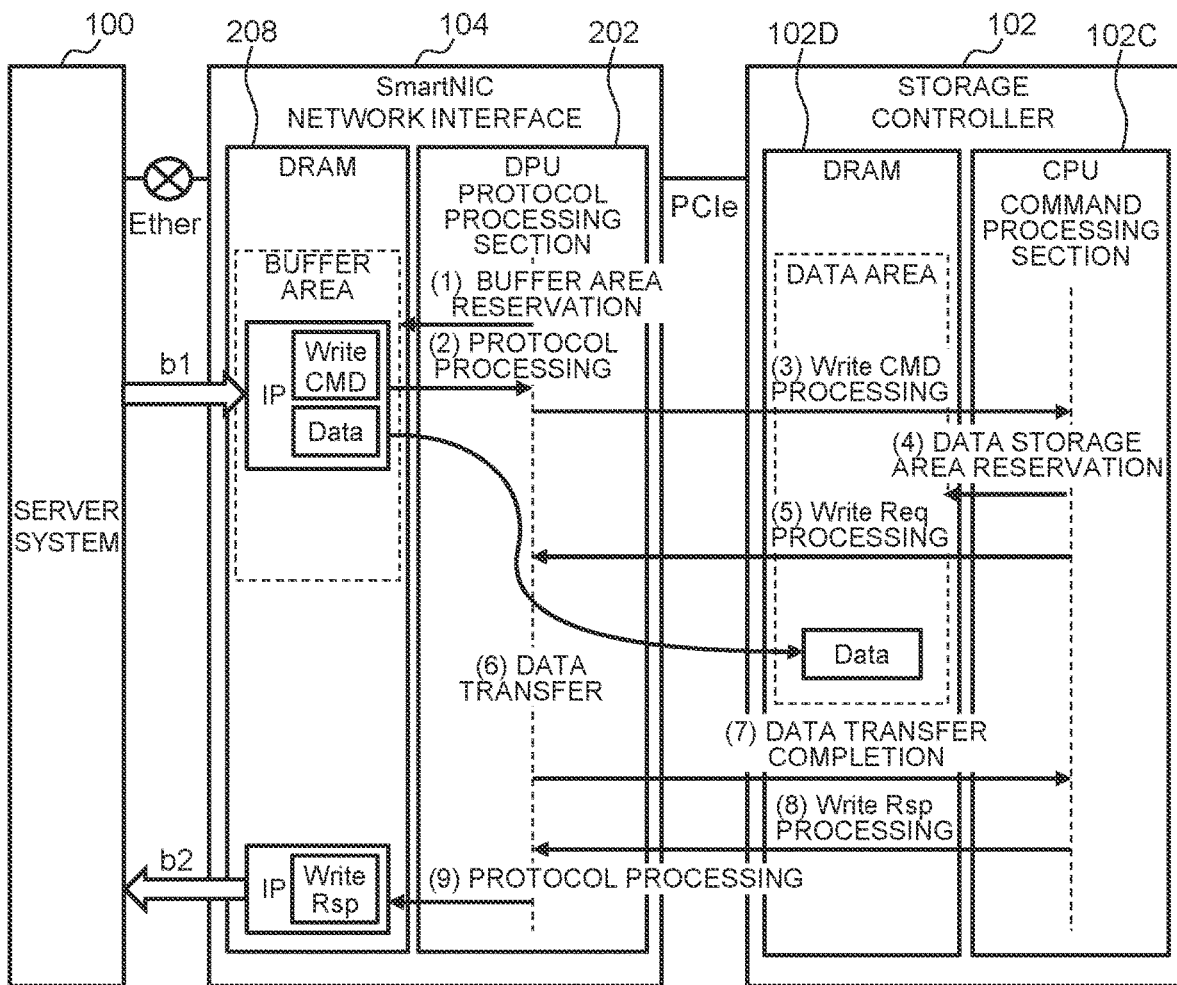 100
208
104
202
102D
102
102C
SmartNIC
NETWORK INTERFACE
STORAGE
CONTROLLER
DRAM
DPU
PROTOCOL
PROCESSING
SECTION
DRAM
CPU
COMMAND
PROCESSING
SECTION
Ether
PCIe
BUFFER
AREA
(1) BUFFER AREA
RESERVATION
DATA AREA
b1
IP
Write
CMD
Data
(2) PROTOCOL
PROCESSING
(3) Write CMD
PROCESSING
(4) DATA STORAGE
AREA RESERVATION
SERVER
SYSTEM
(5) Write Req
PROCESSING
Data
(6) DATA
TRANSFER
(7) DATA TRANSFER
COMPLETION
(8) Write Rsp
PROCESSING
b2
IP
Write
Rsp
(9) PROTOCOL PROCESSING